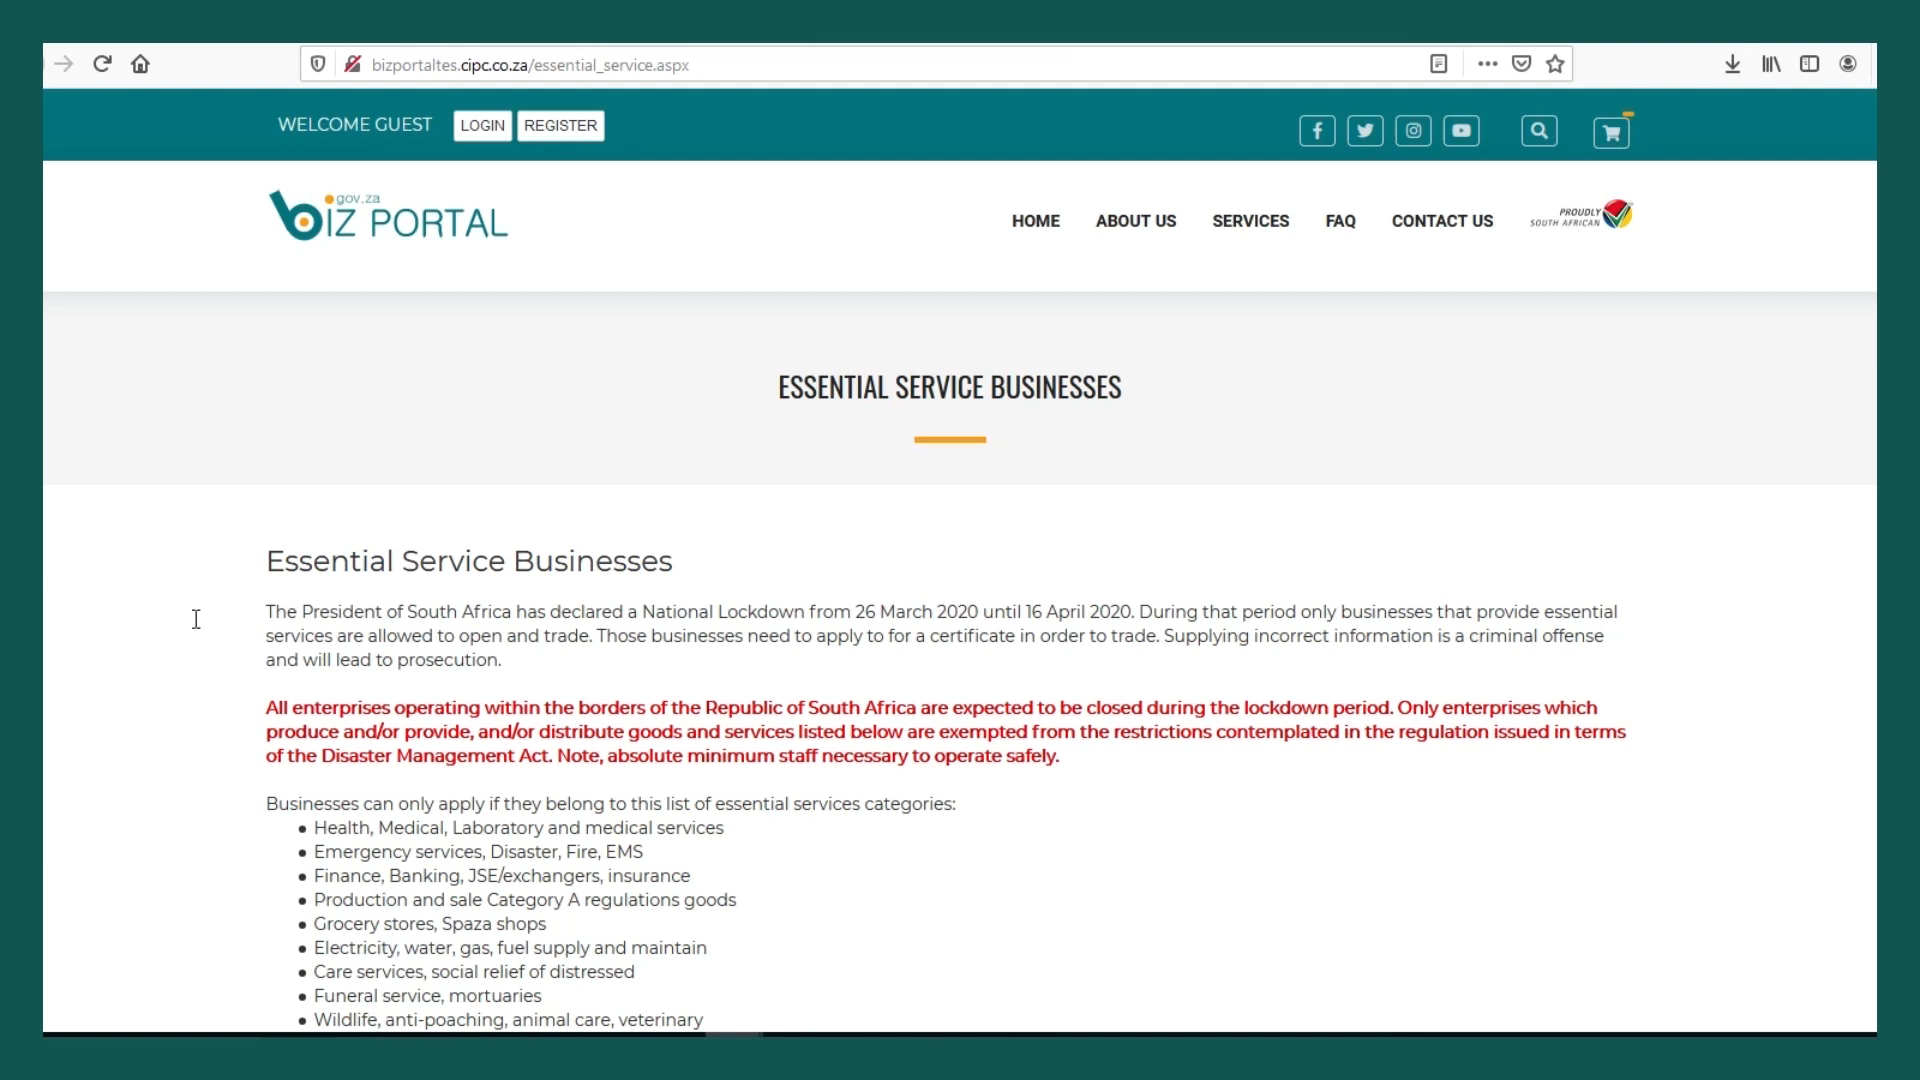 bizportaltes.cipc.co.za/essential_service.aspx
WELCOME GUEST LOGIN REGISTER
gov.za
biz PORTAL
HOME ABOUT US SERVICES FAQ CONTACT US PROUDLY SOUTH AFRICAN
ESSENTIAL SERVICE BUSINESSES
Essential Service Businesses
The President of South Africa has declared a National Lockdown from 26 March 2020 until 16 April 2020. During that period only businesses that provide essential
services are allowed to open and trade. Those businesses need to apply to for a certificate in order to trade. Supplying incorrect information is a criminal offense
and will lead to prosecution.
All enterprises operating within the borders of the Republic of South Africa are expected to be closed during the lockdown period. Only enterprises which
produce and/or provide, and/or distribute goods and services listed below are exempted from the restrictions contemplated in the regulation issued in terms
of the Disaster Management Act. Note, absolute minimum staff necessary to operate safely.
Businesses can only apply if they belong to this list of essential services categories:
• Health, Medical, Laboratory and medical services
• Emergency services, Disaster, Fire, EMS
• Finance, Banking, JSE/exchangers, insurance
• Production and sale Category A regulations goods
• Grocery stores, Spaza shops
• Electricity, water, gas, fuel supply and maintain
• Care services, social relief of distressed
• Funeral service, mortuaries
• Wildlife, anti-poaching, animal care, veterinary